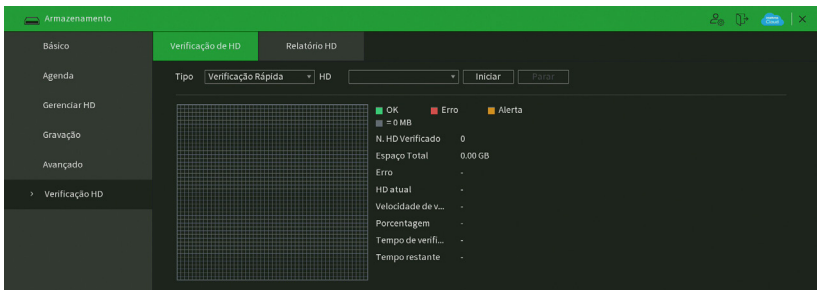 Armazenamento
Básico
Agenda
Gerenciar HD
Gravação
Avançado
> Verificação HD
Verificação de HD Relatório HD
Tipo Verificação Rápida HD Iniciar Parar
OK Erro Alerta
= 0 MB
N. HD Verificado 0
Espaço Total 0.00 GB
Erro -
HD atual -
Velocidade de v... -
Porcentagem -
Tempo de verifi... -
Tempo restante -